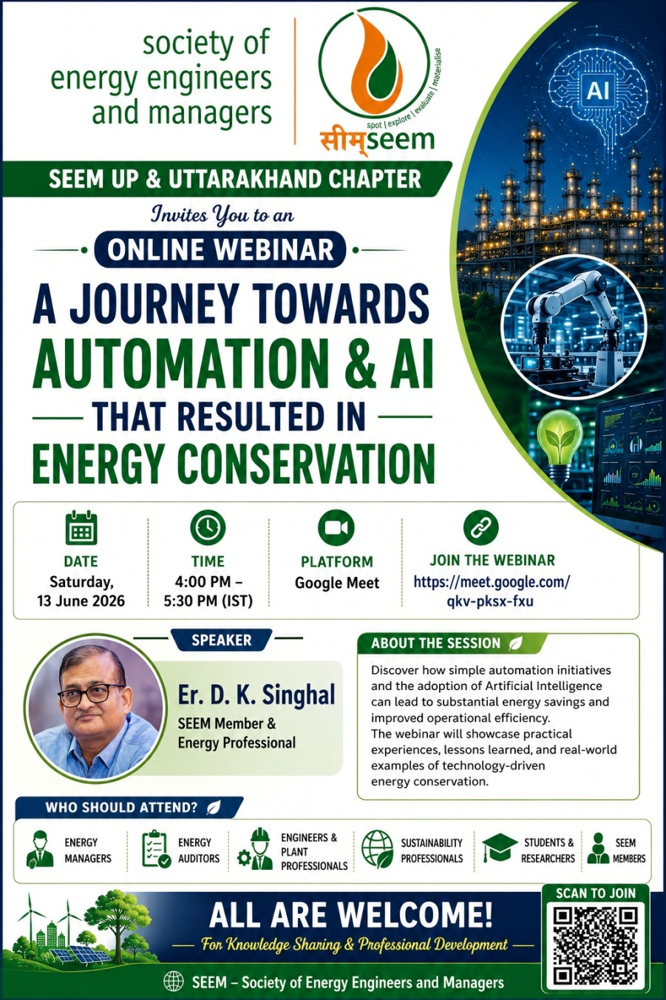 society of
energy engineers
and managers
spot | explore | evaluate | materialise
सीम्seem
SEEM UP & UTTARAKHAND CHAPTER
Invites You to an
ONLINE WEBINAR
A JOURNEY TOWARDS
AUTOMATION & AI
THAT RESULTED IN
ENERGY CONSERVATION
AI
DATE
Saturday,
13 June 2026
TIME
4:00 PM –
5:30 PM (IST)
PLATFORM
Google Meet
JOIN THE WEBINAR
https://meet.google.com/
qkv-pksx-fxu
SPEAKER
Er. D. K. Singhal
SEEM Member &
Energy Professional
ABOUT THE SESSION
Discover how simple automation initiatives
and the adoption of Artificial Intelligence
can lead to substantial energy savings and
improved operational efficiency.
The webinar will showcase practical
experiences, lessons learned, and real-world
examples of technology-driven
energy conservation.
WHO SHOULD ATTEND?
ENERGY
MANAGERS
ENERGY
AUDITORS
ENGINEERS &
PLANT
PROFESSIONALS
SUSTAINABILITY
PROFESSIONALS
STUDENTS &
RESEARCHERS
SEEM
MEMBERS
ALL ARE WELCOME!
For Knowledge Sharing & Professional Development
SCAN TO JOIN
SEEM – Society of Energy Engineers and Managers